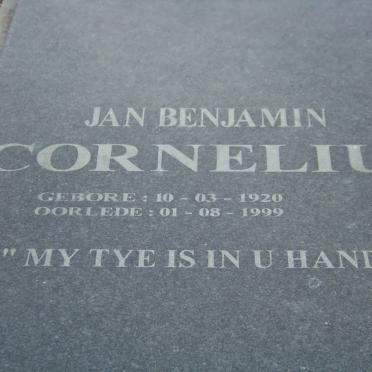 JAN BENJAMIN
CORNELIU
GEBORE : 10 - 03 - 1920
OORLEDE : 01 - 08 - 1999
" MY TYE IS IN U HAND